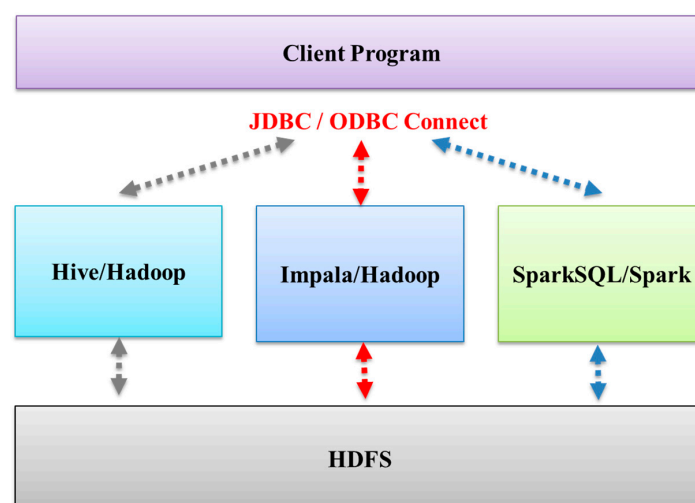 Client Program
JDBC / ODBC Connect
Hive/Hadoop
Impala/Hadoop
SparkSQL/Spark
HDFS